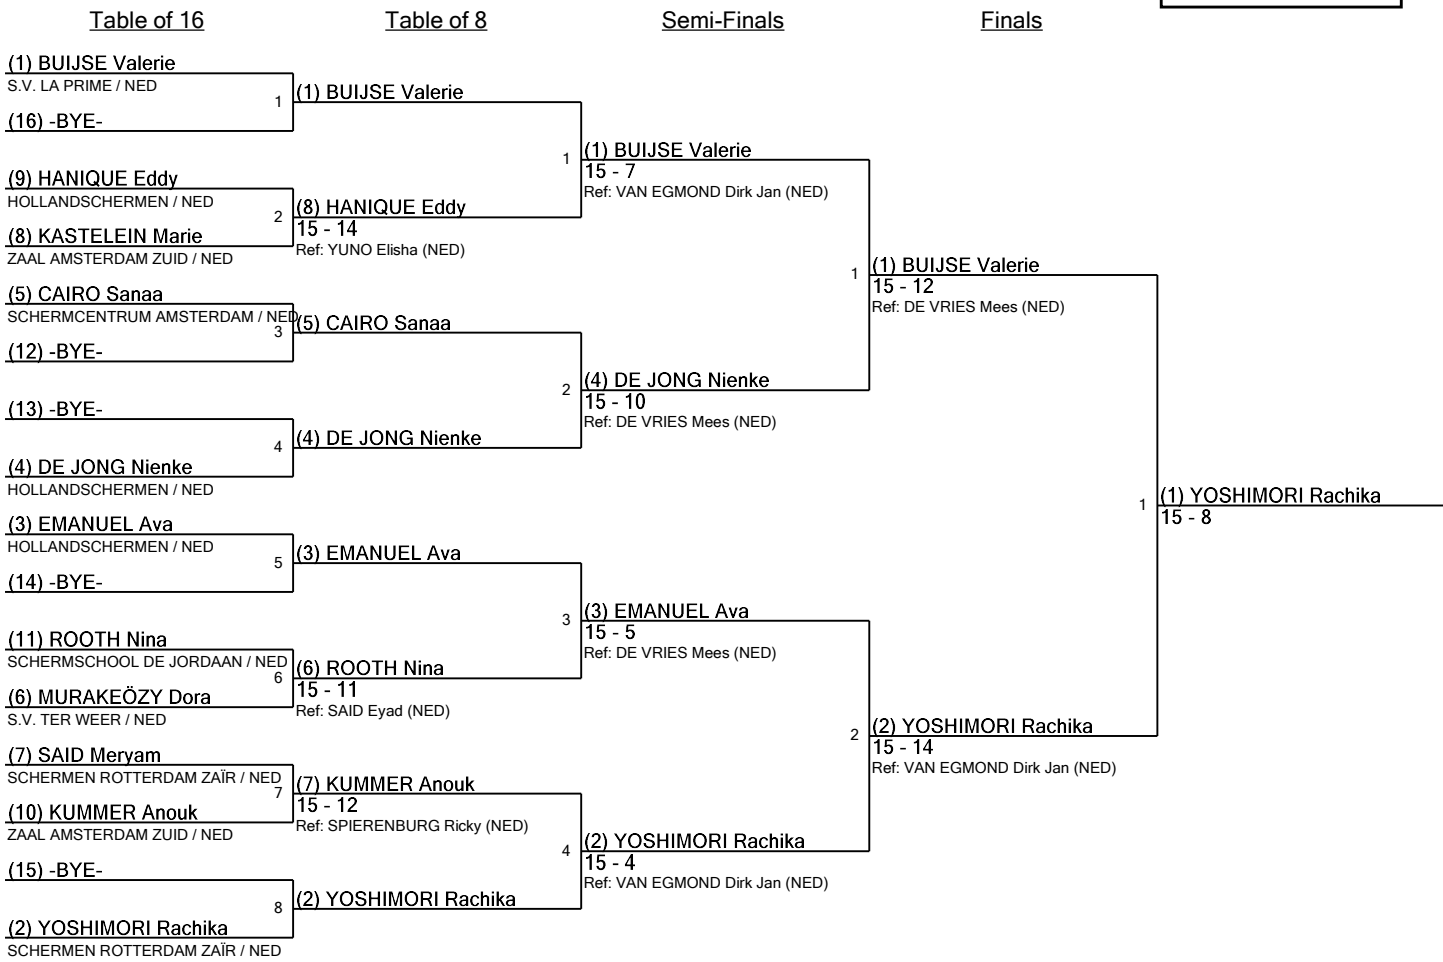 Table of 16
Table of 8
Semi-Finals
Finals
(1) BUIJSE Valerie
S.V. LA PRIME / NED
1
(16) -BYE-
(9) HANIQUE Eddy
HOLLANDSCHERMEN / NED
2
(8) KASTELEIN Marie
ZAAL AMSTERDAM ZUID / NED
(5) CAIRO Sanaa
SCHERMCENTRUM AMSTERDAM / NED
3
(12) -BYE-
(13) -BYE-
4
(4) DE JONG Nienke
HOLLANDSCHERMEN / NED
(3) EMANUEL Ava
HOLLANDSCHERMEN / NED
5
(14) -BYE-
(11) ROOTH Nina
SCHERMSCHOOL DE JORDAAN / NED
6
(6) MURAKEÖZY Dora
S.V. TER WEER / NED
(7) SAID Meryam
SCHERMEN ROTTERDAM ZAÏR / NED
7
(10) KUMMER Anouk
ZAAL AMSTERDAM ZUID / NED
(15) -BYE-
8
(2) YOSHIMORI Rachika
SCHERMEN ROTTERDAM ZAÏR / NED
(1) BUIJSE Valerie
1
(8) HANIQUE Eddy
15 - 14
Ref: YUNO Elisha (NED)
(5) CAIRO Sanaa
2
(4) DE JONG Nienke
(3) EMANUEL Ava
3
(6) ROOTH Nina
15 - 11
Ref: SAID Eyad (NED)
(7) KUMMER Anouk
15 - 12
Ref: SPIERENBURG Ricky (NED)
4
(2) YOSHIMORI Rachika
(1) BUIJSE Valerie
15 - 7
Ref: VAN EGMOND Dirk Jan (NED)
1
(4) DE JONG Nienke
15 - 10
Ref: DE VRIES Mees (NED)
(3) EMANUEL Ava
15 - 5
Ref: DE VRIES Mees (NED)
2
(2) YOSHIMORI Rachika
15 - 4
Ref: VAN EGMOND Dirk Jan (NED)
(1) BUIJSE Valerie
15 - 12
Ref: DE VRIES Mees (NED)
1
(2) YOSHIMORI Rachika
15 - 14
Ref: VAN EGMOND Dirk Jan (NED)
(1) YOSHIMORI Rachika
15 - 8